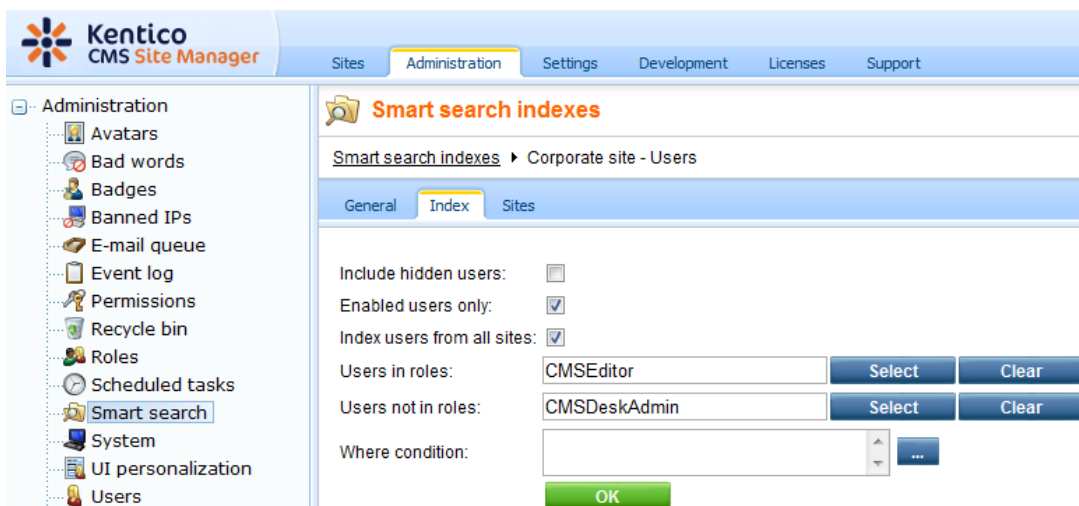 Kentico
CMS Site Manager
Sites Administration Settings Development Licenses Support
Administration
Avatars
Bad words
Badges
Banned IPs
E-mail queue
Event log
Permissions
Recycle bin
Roles
Scheduled tasks
Smart search
System
UI personalization
Users
Smart search indexes
Smart search indexes ▸ Corporate site - Users
General Index Sites
Include hidden users:
Enabled users only:
Index users from all sites:
Users in roles: CMSEditor Select Clear
Users not in roles: CMSDeskAdmin Select Clear
Where condition: ...
OK